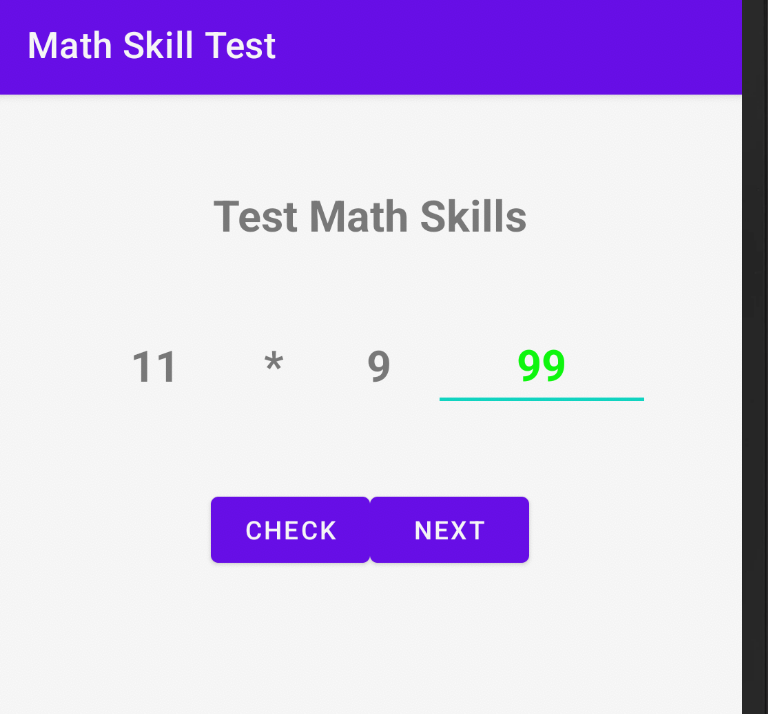 Math Skill Test
Test Math Skills
11 * 9 99
CHECK NEXT